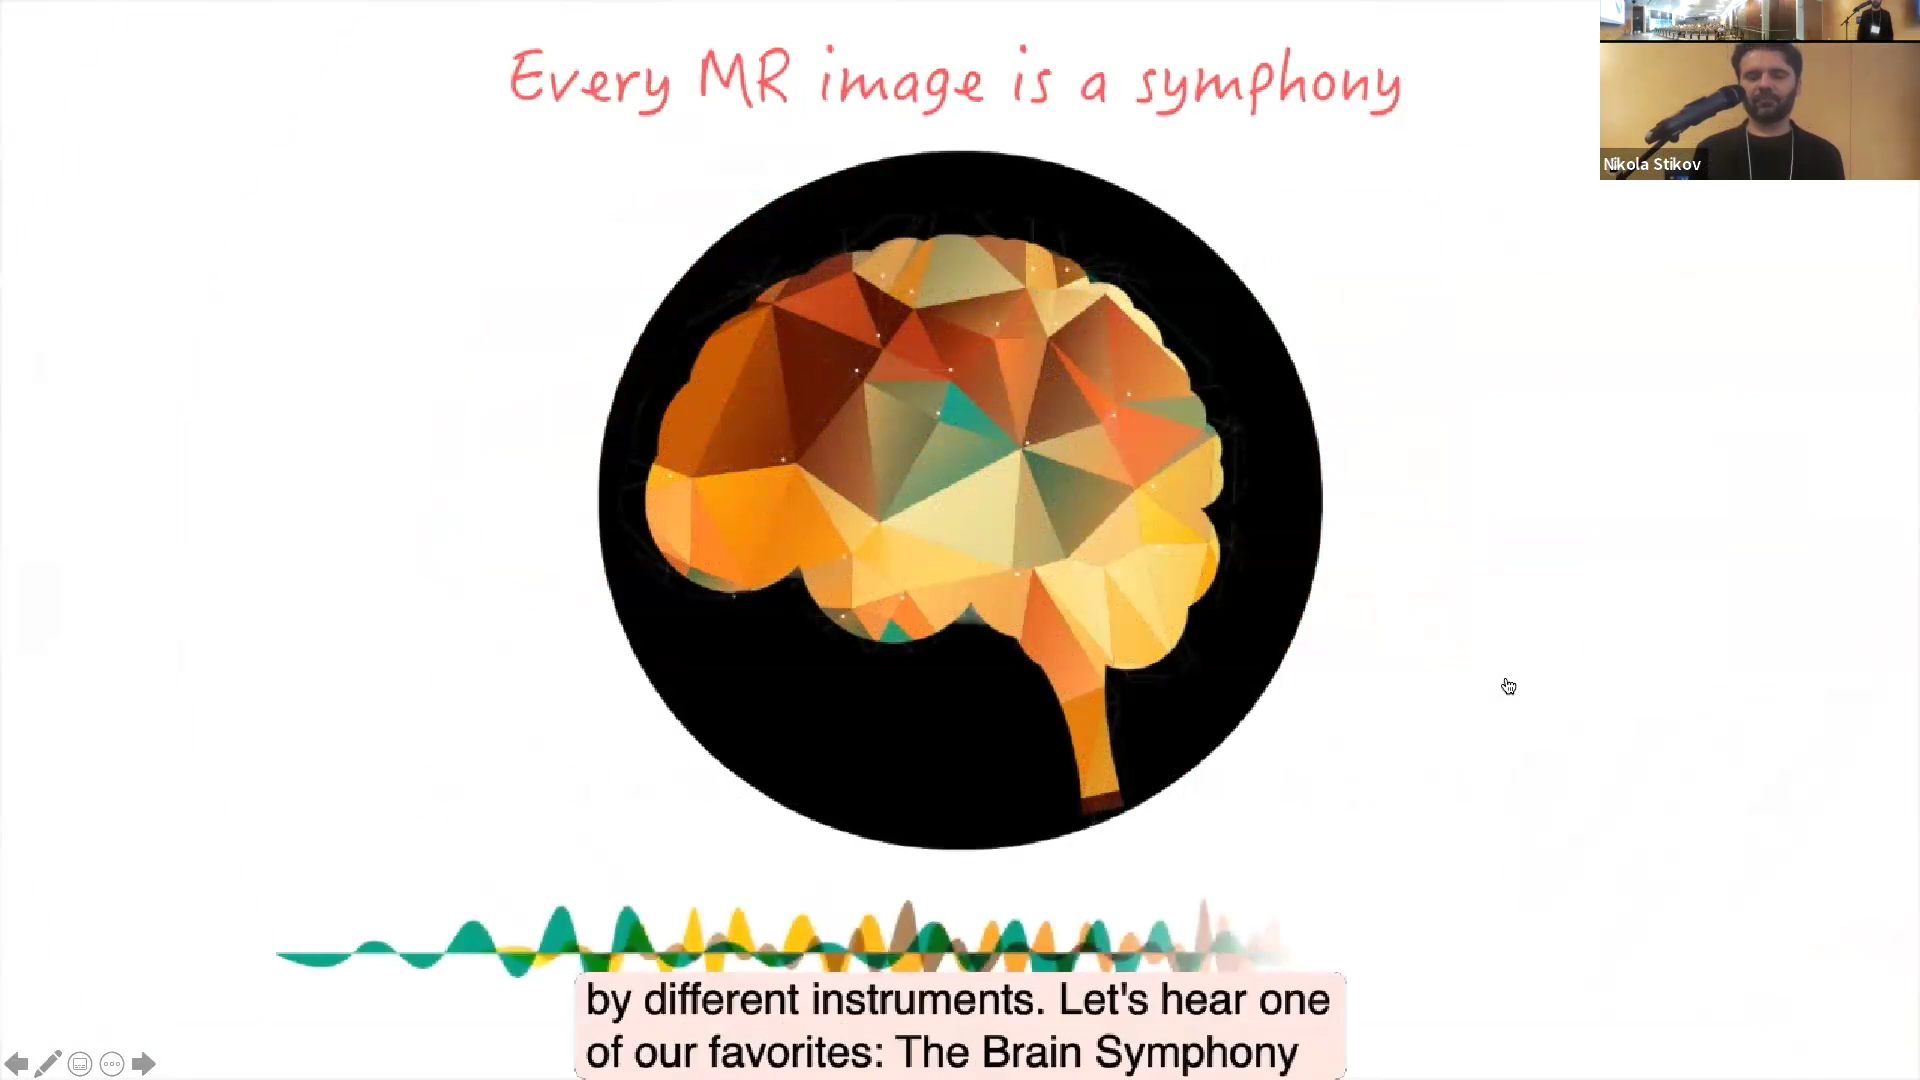 Every MR image is a symphony
Nikola Stikov
by different instruments. Let's hear one
of our favorites: The Brain Symphony